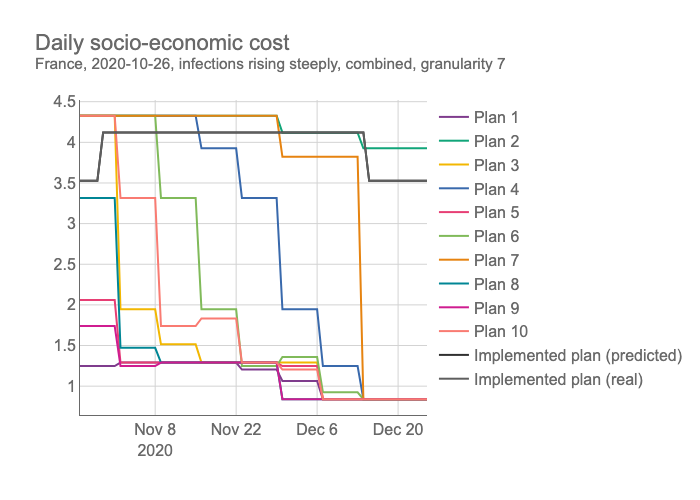 Daily socio-economic cost
France, 2020-10-26, infections rising steeply, combined, granularity 7
4.5
4
3.5
3
2.5
2
1.5
1
Nov 8
2020
Nov 22
Dec 6
Dec 20
Plan 1
Plan 2
Plan 3
Plan 4
Plan 5
Plan 6
Plan 7
Plan 8
Plan 9
Plan 10
Implemented plan (predicted)
Implemented plan (real)